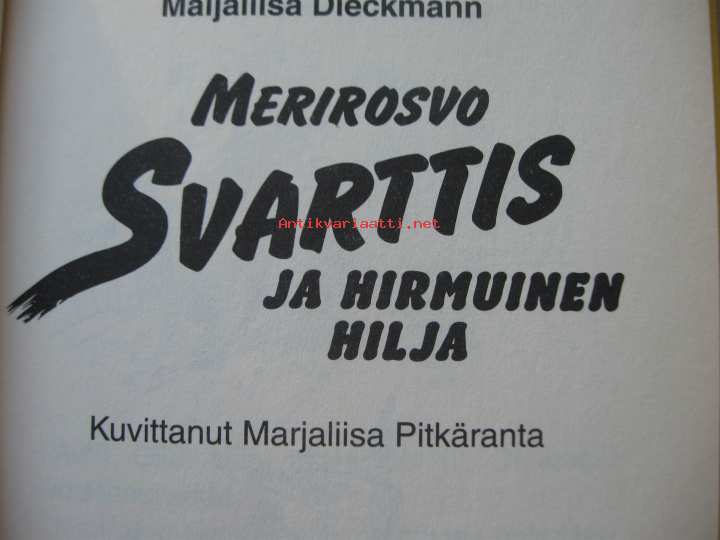 Maijaliisa Dieckmann
MERIROSVO
SVARTTIS
Antikvariaatti.net
JA HIRMUINEN
HILJA
Kuvittanut Marjaliisa Pitkäranta